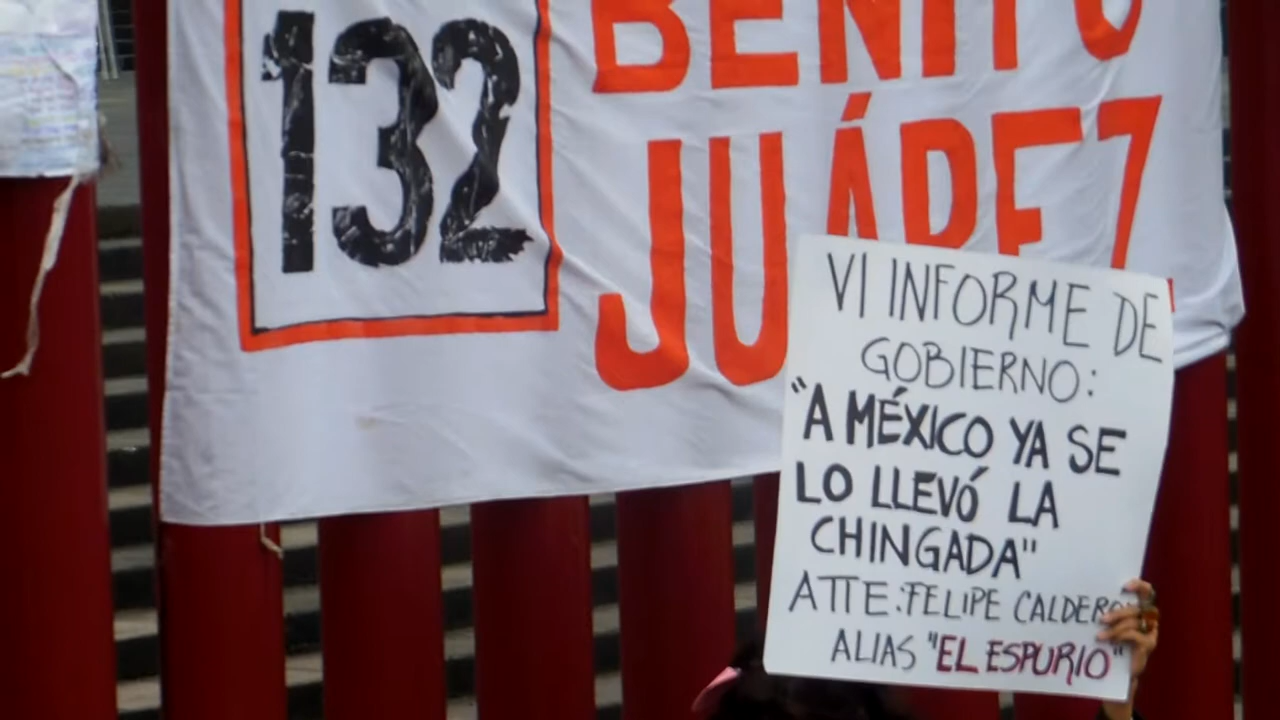 132
BENITO
JUÁREZ
VI INFORME DE
GOBIERNO:
"A MÉXICO YA SE
LO LLEVÓ LA
CHINGADA"
ATTE: FELIPE CALDERON
ALIAS "EL ESPURIO"